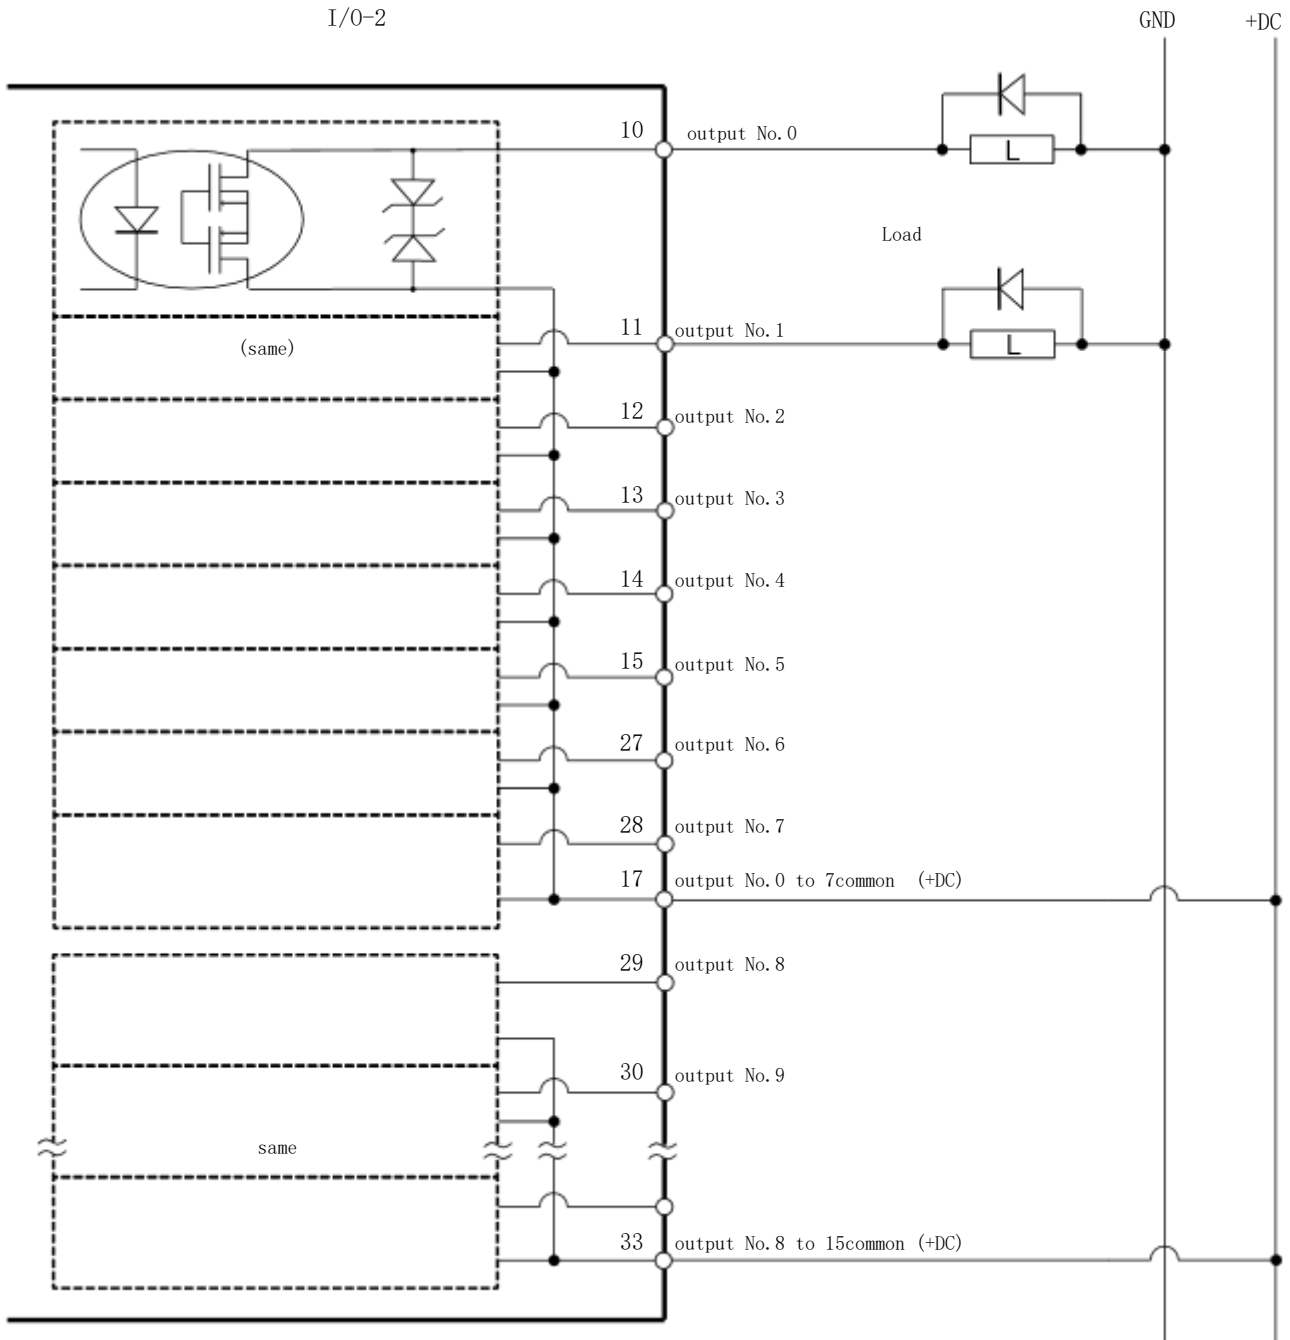 I/O-2
GND
+DC
10
output No.0
L
Load
11
output No.1
(same)
L
12
output No.2
13
output No.3
14
output No.4
15
output No.5
27
output No.6
28
output No.7
17
output No.0 to 7common (+DC)
29
output No.8
30
output No.9
same
33
output No.8 to 15common (+DC)